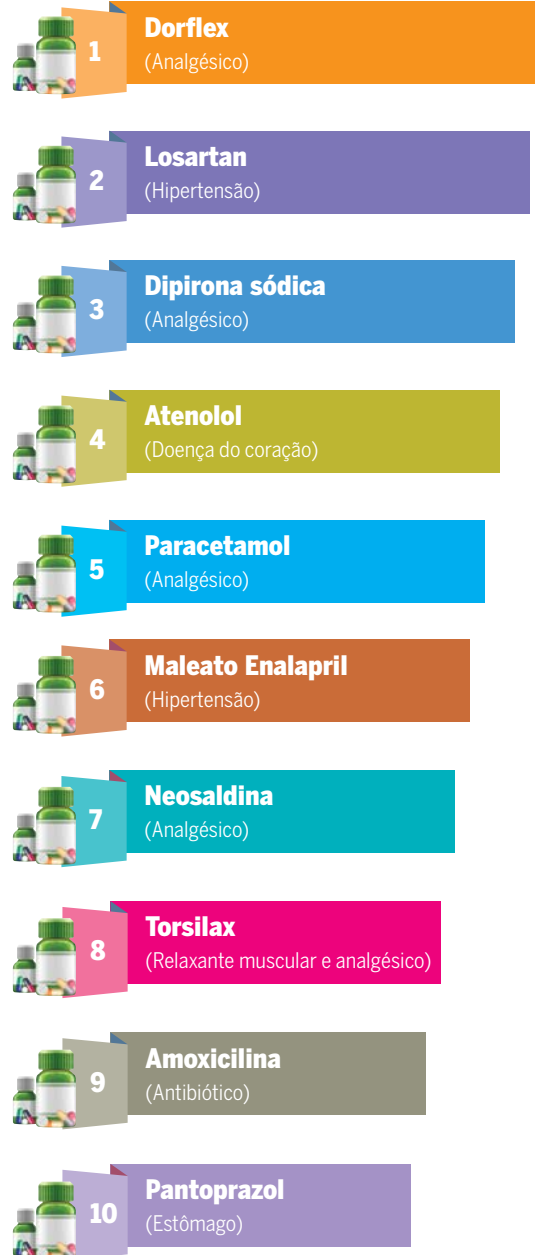 1
Dorflex
(Analgésico)
2
Losartan
(Hipertensão)
3
Dipirona sódica
(Analgésico)
4
Atenolol
(Doença do coração)
5
Paracetamol
(Analgésico)
6
Maleato Enalapril
(Hipertensão)
7
Neosaldina
(Analgésico)
8
Torsilax
(Relaxante muscular e analgésico)
9
Amoxicilina
(Antibiótico)
10
Pantoprazol
(Estômago)